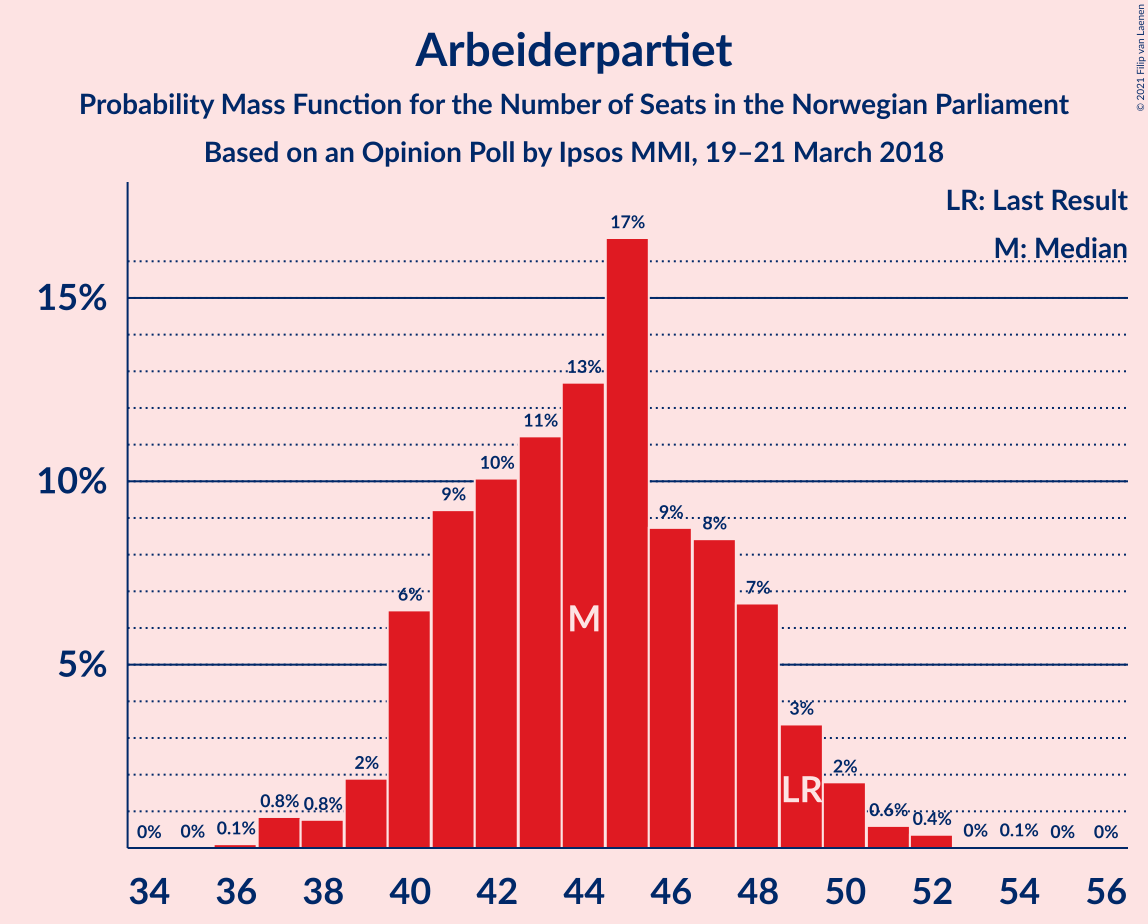 Arbeiderpartiet
Probability Mass Function for the Number of Seats in the Norwegian Parliament
Based on an Opinion Poll by Ipsos MMI, 19–21 March 2018
© 2021 Filip van Laenen
LR: Last Result
M: Median
15%
10%
5%
0% 0% 0.1% 0.8% 0.8% 2% 6% 9% 10% 11% 13% 17% 9% 8% 7% 3% 2% 0.6% 0.4% 0% 0.1% 0% 0%
M
LR
34 36 38 40 42 44 46 48 50 52 54 56